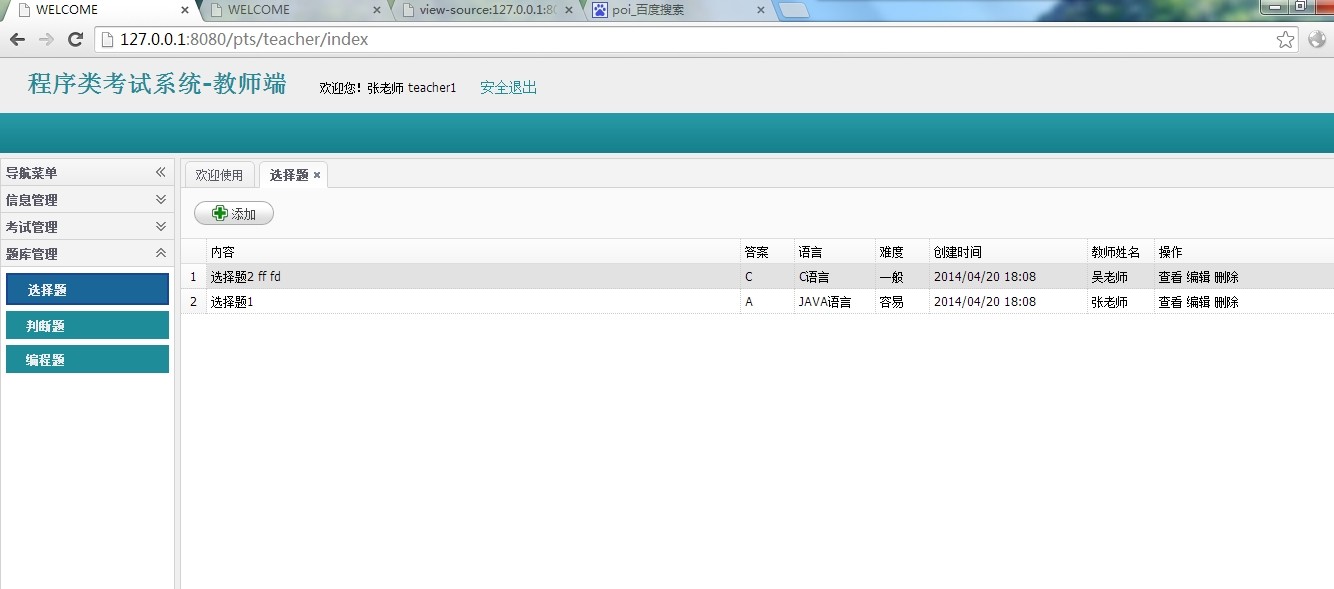 WELCOME WELCOME view-source:127.0.0.1:80 poi_百度搜索
127.0.0.1:8080/pts/teacher/index
程序类考试系统-教师端 欢迎您！张老师 teacher1 安全退出
导航菜单 欢迎使用 选择题
信息管理
添加
考试管理
题库管理
内容 答案 语言 难度 创建时间 教师姓名 操作
1 选择题2 ff fd C C语言 一般 2014/04/20 18:08 吴老师 查看 编辑 删除
选择题
2 选择题1 A JAVA语言 容易 2014/04/20 18:08 张老师 查看 编辑 删除
判断题
编程题